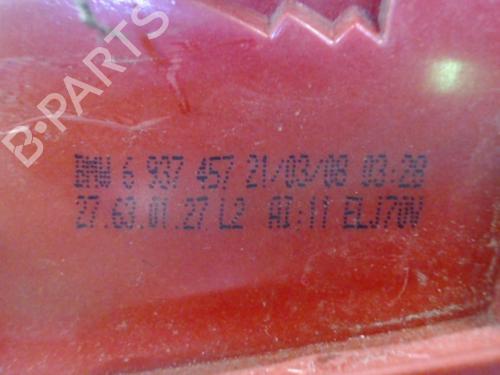 B-PARTS
BMW 6 937 457 21/03/08 03:28
27.63.01.27 L2 AI:11 ELJ70V